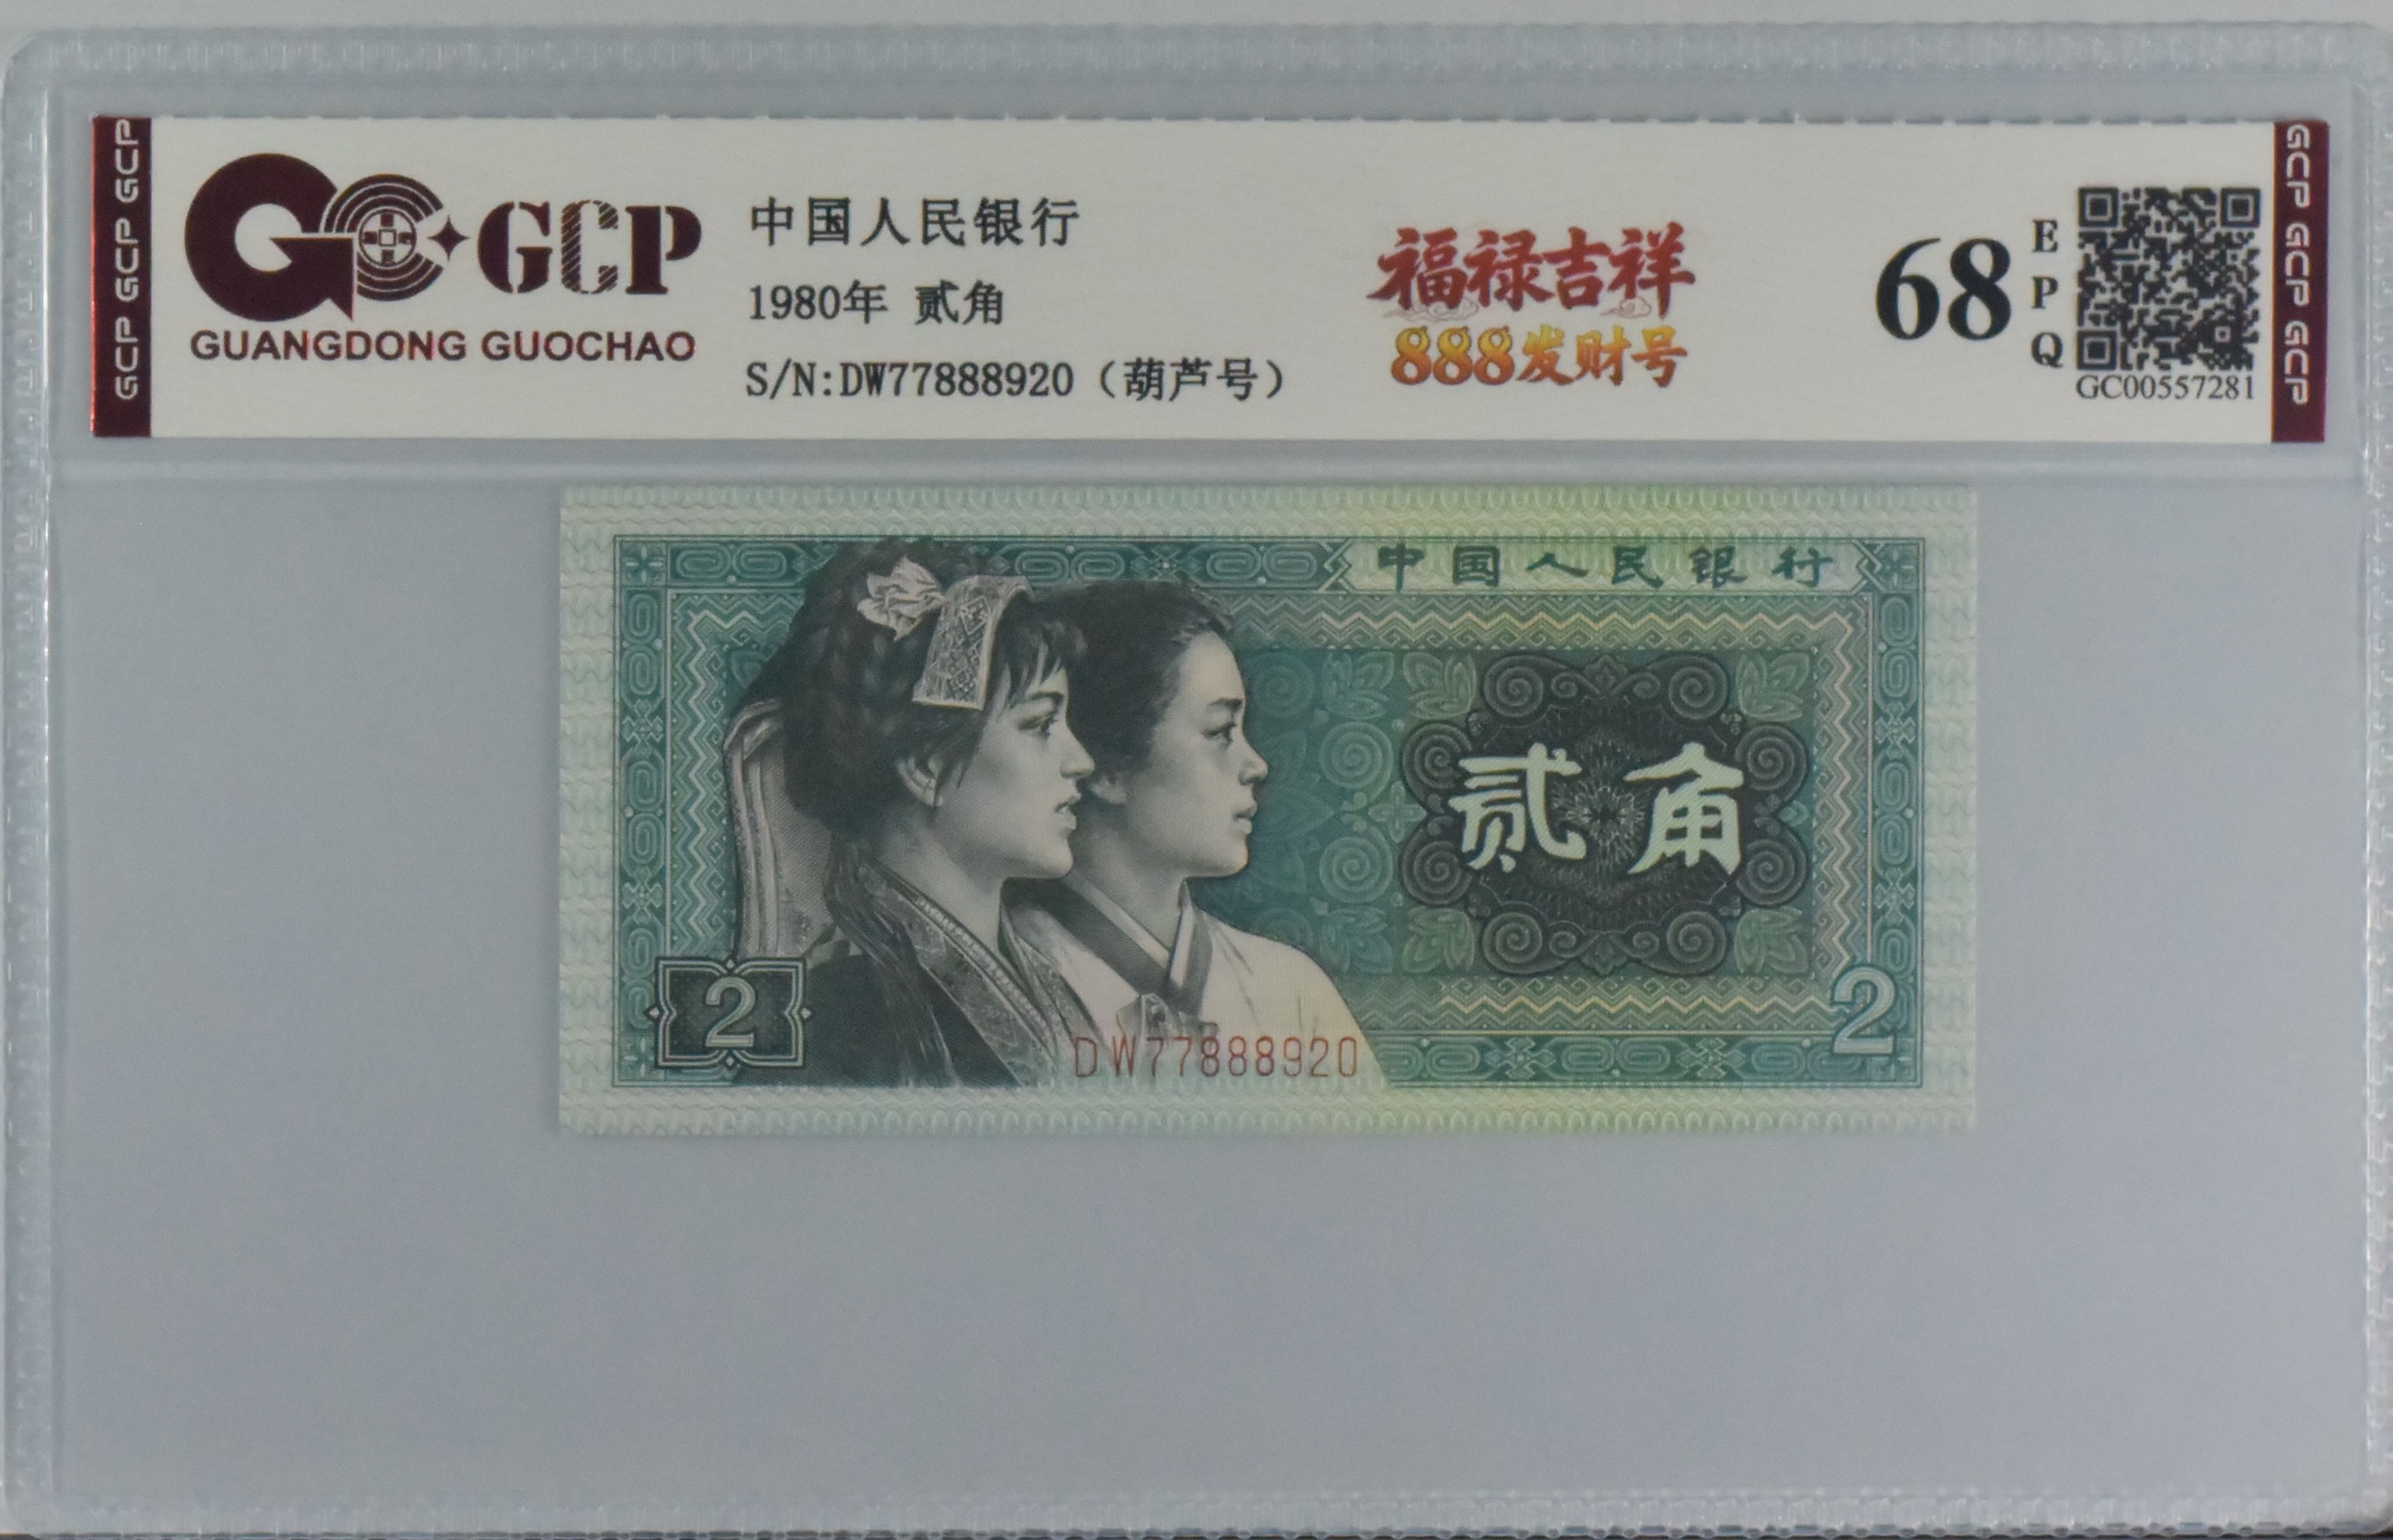 GCP GCP GCP
GCP
GUANGDONG GUOCHAO
中国人民银行
1980年 贰角
S/N:DW77888920（葫芦号）
福禄吉祥
888发财号
68
E
P
Q
GC00557281
GCP GCP GCP
中国人民银行
贰角
2
2
DW77888920